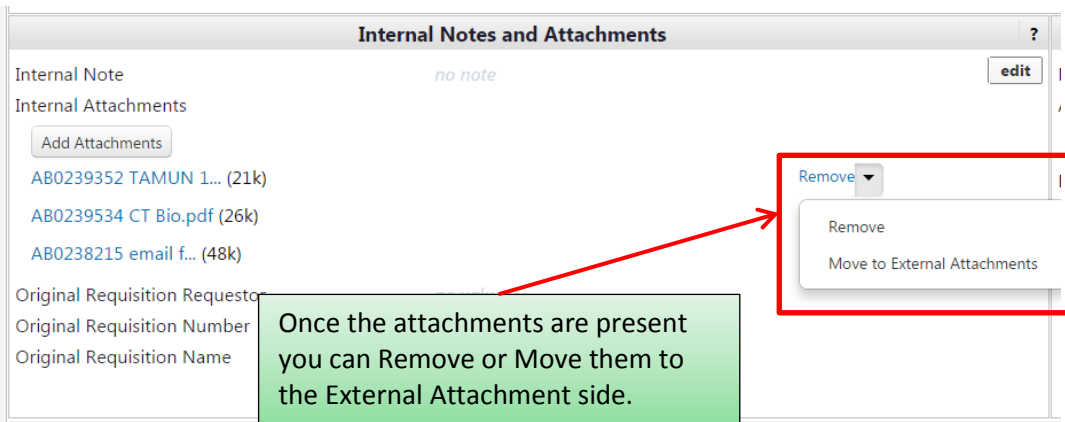 Internal Notes and Attachments ?
Internal Note no note edit
Internal Attachments
Add Attachments
AB0239352 TAMUN 1... (21k) Remove
AB0239534 CT Bio.pdf (26k)
Remove
AB0238215 email f... (48k)
Move to External Attachments
Original Requisition Requestor
Original Requisition Number
Original Requisition Name
Once the attachments are present
you can Remove or Move them to
the External Attachment side.